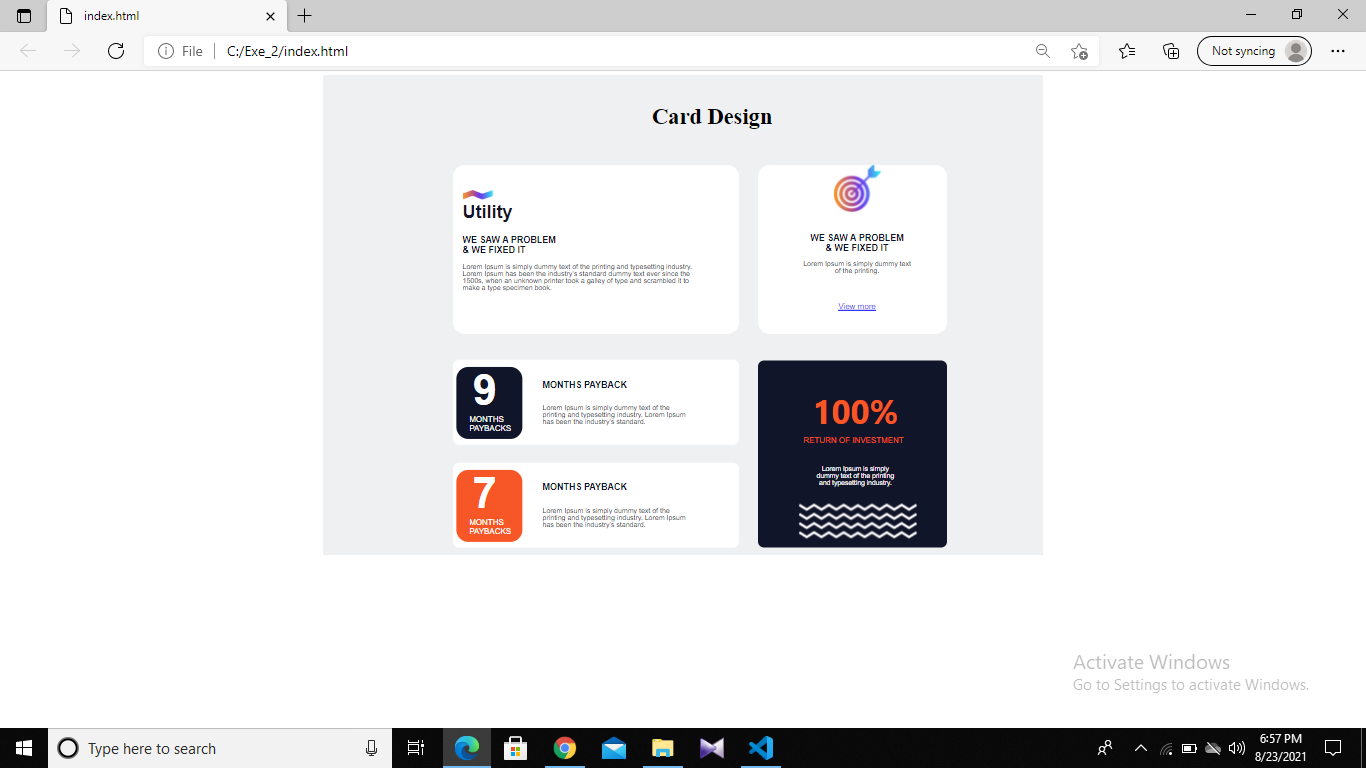 index.html
File
C:/Exe_2/index.html
Not syncing
Card Design
Utility
WE SAW A PROBLEM
& WE FIXED IT
Lorem Ipsum is simply dummy text of the printing and typesetting industry.
Lorem Ipsum has been the industry's standard dummy text ever since the
1500s, when an unknown printer took a galley of type and scrambled it to
make a type specimen book.
WE SAW A PROBLEM
& WE FIXED IT
Lorem Ipsum is simply dummy text
of the printing.
View more
9
MONTHS
PAYBACKS
MONTHS PAYBACK
Lorem Ipsum is simply dummy text of the
printing and typesetting industry. Lorem Ipsum
has been the industry's standard.
7
MONTHS
PAYBACKS
MONTHS PAYBACK
Lorem Ipsum is simply dummy text of the
printing and typesetting industry. Lorem Ipsum
has been the industry's standard.
100%
RETURN OF INVESTMENT
Lorem Ipsum is simply
dummy text of the printing
and typesetting industry.
Activate Windows
Go to Settings to activate Windows.
Type here to search
6:57 PM
8/23/2021